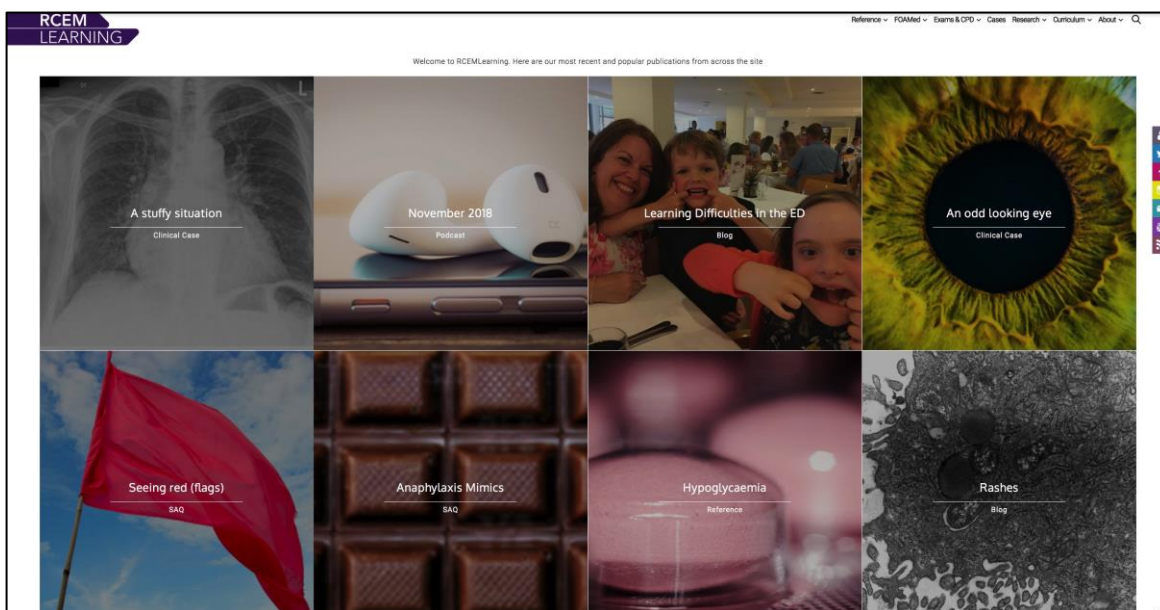 RCEM
LEARNING
Reference FOAMed Exams & CPD Cases Research Curriculum About
Welcome to RCEMLearning. Here are our most recent and popular publications from across the site
L
A stuffy situation
Clinical Case
November 2018
Podcast
Learning Difficulties in the ED
Blog
An odd looking eye
Clinical Case
Seeing red (flags)
SAQ
Anaphylaxis Mimics
SAQ
Hypoglycaemia
Reference
Rashes
Blog